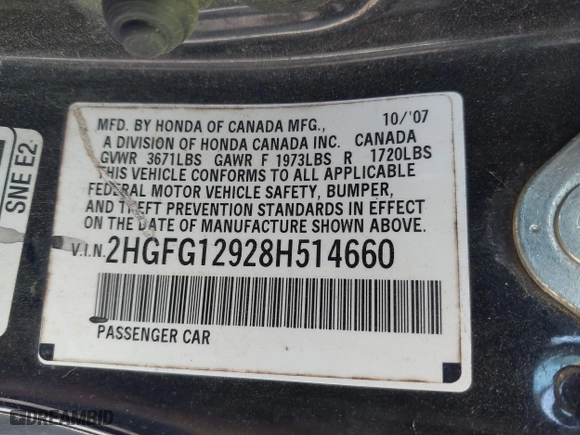 10/'07
MFD. BY HONDA OF CANADA MFG.,
A DIVISION OF HONDA CANADA INC. CANADA
GVWR 3671LBS GAWR F 1973LBS R 1720LBS
THIS VEHICLE CONFORMS TO ALL APPLICABLE
FEDERAL MOTOR VEHICLE SAFETY, BUMPER,
AND THEFT PREVENTION STANDARDS IN EFFECT
ON THE DATE OF MANUFACTURE SHOWN ABOVE.
V.I.N. 2HGFG12928H514660
PASSENGER CAR
SNE E2
DREAMBID